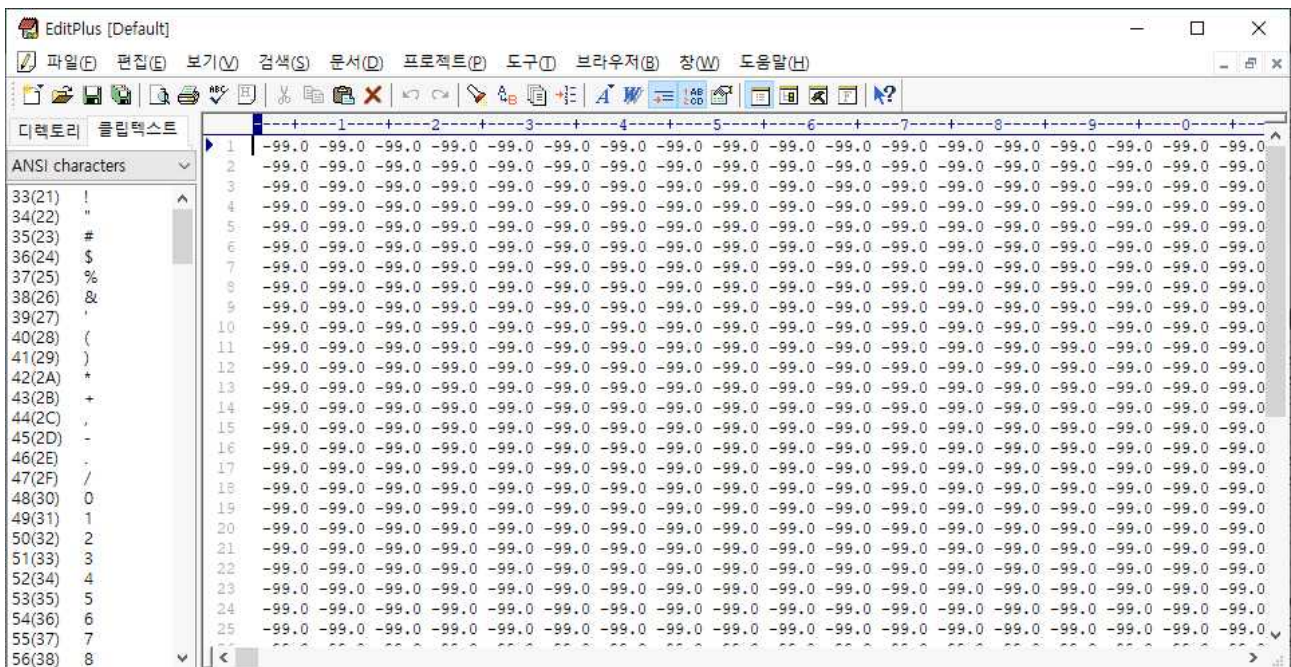 EditPlus [Default]
파일(F) 편집(E) 보기(V) 검색(S) 문서(D) 프로젝트(P) 도구(T) 브라우저(B) 창(W) 도움말(H)
디렉토리 클립텍스트
ANSI characters
33(21) !
34(22) "
35(23) #
36(24) $
37(25) %
38(26) &
39(27) '
40(28) (
41(29) )
42(2A) *
43(2B) +
44(2C) ,
45(2D) -
46(2E) .
47(2F) /
48(30) 0
49(31) 1
50(32) 2
51(33) 3
52(34) 4
53(35) 5
54(36) 6
55(37) 7
56(38) 8
----+----1----+----2----+----3----+----4----+----5----+----6----+----7----+----8----+----9----+----0----+---
1 -99.0 -99.0 -99.0 -99.0 -99.0 -99.0 -99.0 -99.0 -99.0 -99.0 -99.0 -99.0 -99.0 -99.0 -99.0 -99.0 -99.0 -99.0
2 -99.0 -99.0 -99.0 -99.0 -99.0 -99.0 -99.0 -99.0 -99.0 -99.0 -99.0 -99.0 -99.0 -99.0 -99.0 -99.0 -99.0 -99.0
3 -99.0 -99.0 -99.0 -99.0 -99.0 -99.0 -99.0 -99.0 -99.0 -99.0 -99.0 -99.0 -99.0 -99.0 -99.0 -99.0 -99.0 -99.0
4 -99.0 -99.0 -99.0 -99.0 -99.0 -99.0 -99.0 -99.0 -99.0 -99.0 -99.0 -99.0 -99.0 -99.0 -99.0 -99.0 -99.0 -99.0
5 -99.0 -99.0 -99.0 -99.0 -99.0 -99.0 -99.0 -99.0 -99.0 -99.0 -99.0 -99.0 -99.0 -99.0 -99.0 -99.0 -99.0 -99.0
6 -99.0 -99.0 -99.0 -99.0 -99.0 -99.0 -99.0 -99.0 -99.0 -99.0 -99.0 -99.0 -99.0 -99.0 -99.0 -99.0 -99.0 -99.0
7 -99.0 -99.0 -99.0 -99.0 -99.0 -99.0 -99.0 -99.0 -99.0 -99.0 -99.0 -99.0 -99.0 -99.0 -99.0 -99.0 -99.0 -99.0
8 -99.0 -99.0 -99.0 -99.0 -99.0 -99.0 -99.0 -99.0 -99.0 -99.0 -99.0 -99.0 -99.0 -99.0 -99.0 -99.0 -99.0 -99.0
9 -99.0 -99.0 -99.0 -99.0 -99.0 -99.0 -99.0 -99.0 -99.0 -99.0 -99.0 -99.0 -99.0 -99.0 -99.0 -99.0 -99.0 -99.0
10 -99.0 -99.0 -99.0 -99.0 -99.0 -99.0 -99.0 -99.0 -99.0 -99.0 -99.0 -99.0 -99.0 -99.0 -99.0 -99.0 -99.0 -99.0
11 -99.0 -99.0 -99.0 -99.0 -99.0 -99.0 -99.0 -99.0 -99.0 -99.0 -99.0 -99.0 -99.0 -99.0 -99.0 -99.0 -99.0 -99.0
12 -99.0 -99.0 -99.0 -99.0 -99.0 -99.0 -99.0 -99.0 -99.0 -99.0 -99.0 -99.0 -99.0 -99.0 -99.0 -99.0 -99.0 -99.0
13 -99.0 -99.0 -99.0 -99.0 -99.0 -99.0 -99.0 -99.0 -99.0 -99.0 -99.0 -99.0 -99.0 -99.0 -99.0 -99.0 -99.0 -99.0
14 -99.0 -99.0 -99.0 -99.0 -99.0 -99.0 -99.0 -99.0 -99.0 -99.0 -99.0 -99.0 -99.0 -99.0 -99.0 -99.0 -99.0 -99.0
15 -99.0 -99.0 -99.0 -99.0 -99.0 -99.0 -99.0 -99.0 -99.0 -99.0 -99.0 -99.0 -99.0 -99.0 -99.0 -99.0 -99.0 -99.0
16 -99.0 -99.0 -99.0 -99.0 -99.0 -99.0 -99.0 -99.0 -99.0 -99.0 -99.0 -99.0 -99.0 -99.0 -99.0 -99.0 -99.0 -99.0
17 -99.0 -99.0 -99.0 -99.0 -99.0 -99.0 -99.0 -99.0 -99.0 -99.0 -99.0 -99.0 -99.0 -99.0 -99.0 -99.0 -99.0 -99.0
18 -99.0 -99.0 -99.0 -99.0 -99.0 -99.0 -99.0 -99.0 -99.0 -99.0 -99.0 -99.0 -99.0 -99.0 -99.0 -99.0 -99.0 -99.0
19 -99.0 -99.0 -99.0 -99.0 -99.0 -99.0 -99.0 -99.0 -99.0 -99.0 -99.0 -99.0 -99.0 -99.0 -99.0 -99.0 -99.0 -99.0
20 -99.0 -99.0 -99.0 -99.0 -99.0 -99.0 -99.0 -99.0 -99.0 -99.0 -99.0 -99.0 -99.0 -99.0 -99.0 -99.0 -99.0 -99.0
21 -99.0 -99.0 -99.0 -99.0 -99.0 -99.0 -99.0 -99.0 -99.0 -99.0 -99.0 -99.0 -99.0 -99.0 -99.0 -99.0 -99.0 -99.0
22 -99.0 -99.0 -99.0 -99.0 -99.0 -99.0 -99.0 -99.0 -99.0 -99.0 -99.0 -99.0 -99.0 -99.0 -99.0 -99.0 -99.0 -99.0
23 -99.0 -99.0 -99.0 -99.0 -99.0 -99.0 -99.0 -99.0 -99.0 -99.0 -99.0 -99.0 -99.0 -99.0 -99.0 -99.0 -99.0 -99.0
24 -99.0 -99.0 -99.0 -99.0 -99.0 -99.0 -99.0 -99.0 -99.0 -99.0 -99.0 -99.0 -99.0 -99.0 -99.0 -99.0 -99.0 -99.0
25 -99.0 -99.0 -99.0 -99.0 -99.0 -99.0 -99.0 -99.0 -99.0 -99.0 -99.0 -99.0 -99.0 -99.0 -99.0 -99.0 -99.0 -99.0